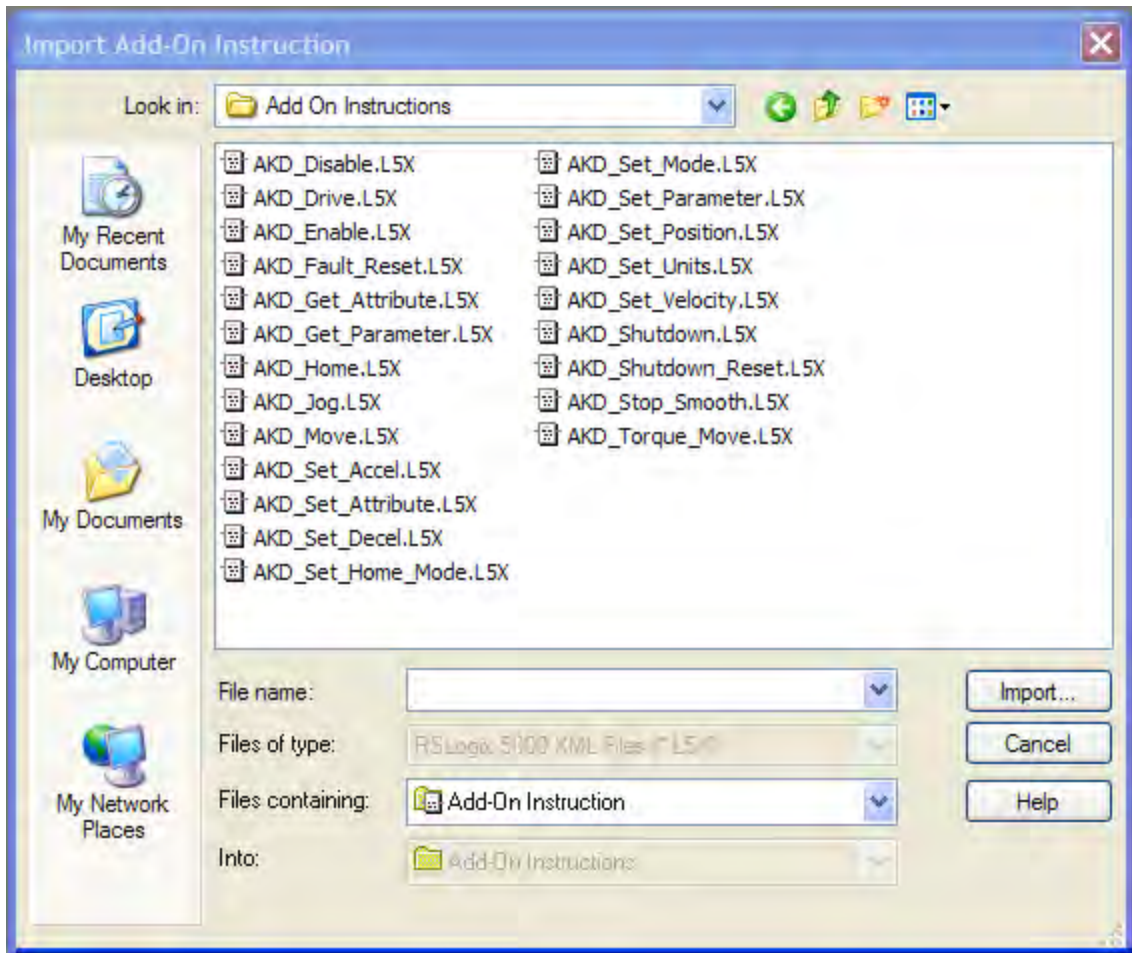 Import Add-On Instruction
Look in:
Add On Instructions
My Recent
Documents
Desktop
My Documents
My Computer
My Network
Places
AKD_Disable.L5X
AKD_Drive.L5X
AKD_Enable.L5X
AKD_Fault_Reset.L5X
AKD_Get_Attribute.L5X
AKD_Get_Parameter.L5X
AKD_Home.L5X
AKD_Jog.L5X
AKD_Move.L5X
AKD_Set_Accel.L5X
AKD_Set_Attribute.L5X
AKD_Set_Decel.L5X
AKD_Set_Home_Mode.L5X
AKD_Set_Mode.L5X
AKD_Set_Parameter.L5X
AKD_Set_Position.L5X
AKD_Set_Units.L5X
AKD_Set_Velocity.L5X
AKD_Shutdown.L5X
AKD_Shutdown_Reset.L5X
AKD_Stop_Smooth.L5X
AKD_Torque_Move.L5X
File name:
Import...
Files of type:
RSLogix 5000 XML Files (*.L5X)
Cancel
Files containing:
Add-On Instruction
Help
Into:
Add-On Instructions